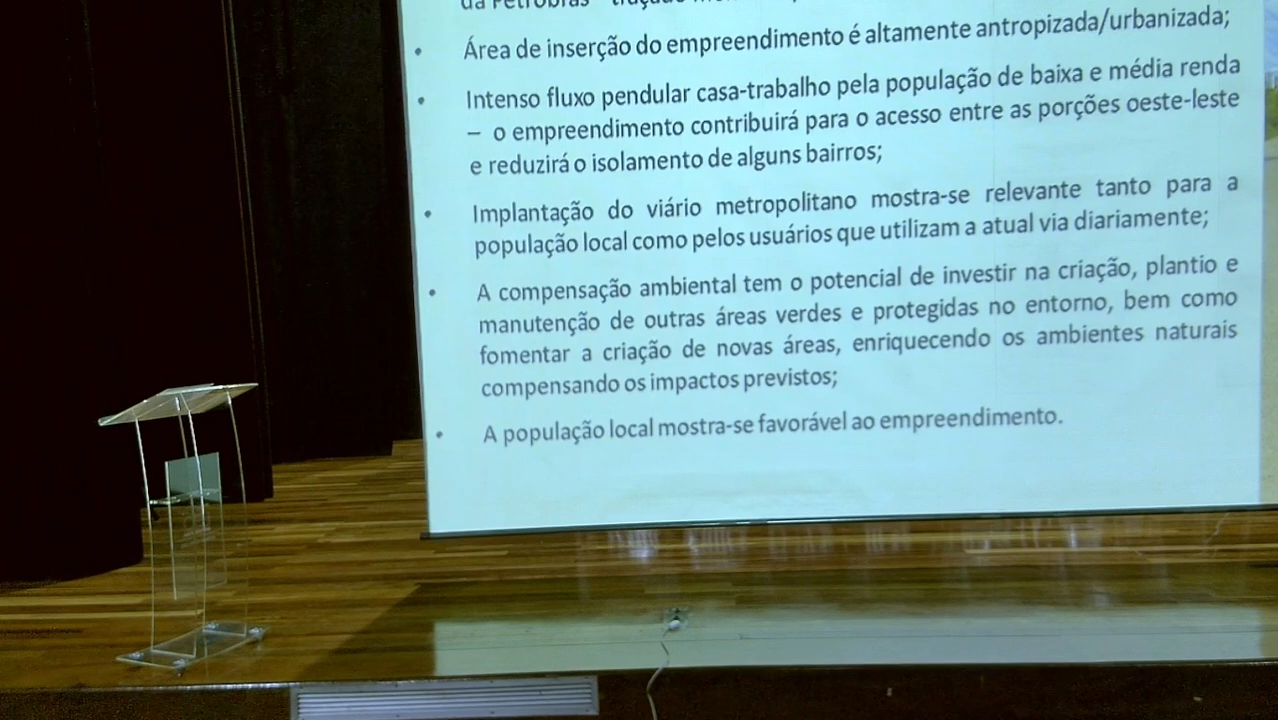 da Petrobras
• Área de inserção do empreendimento é altamente antropizada/urbanizada;
• Intenso fluxo pendular casa-trabalho pela população de baixa e média renda
– o empreendimento contribuirá para o acesso entre as porções oeste-leste
e reduzirá o isolamento de alguns bairros;
• Implantação do viário metropolitano mostra-se relevante tanto para a
população local como pelos usuários que utilizam a atual via diariamente;
• A compensação ambiental tem o potencial de investir na criação, plantio e
manutenção de outras áreas verdes e protegidas no entorno, bem como
fomentar a criação de novas áreas, enriquecendo os ambientes naturais
compensando os impactos previstos;
• A população local mostra-se favorável ao empreendimento.